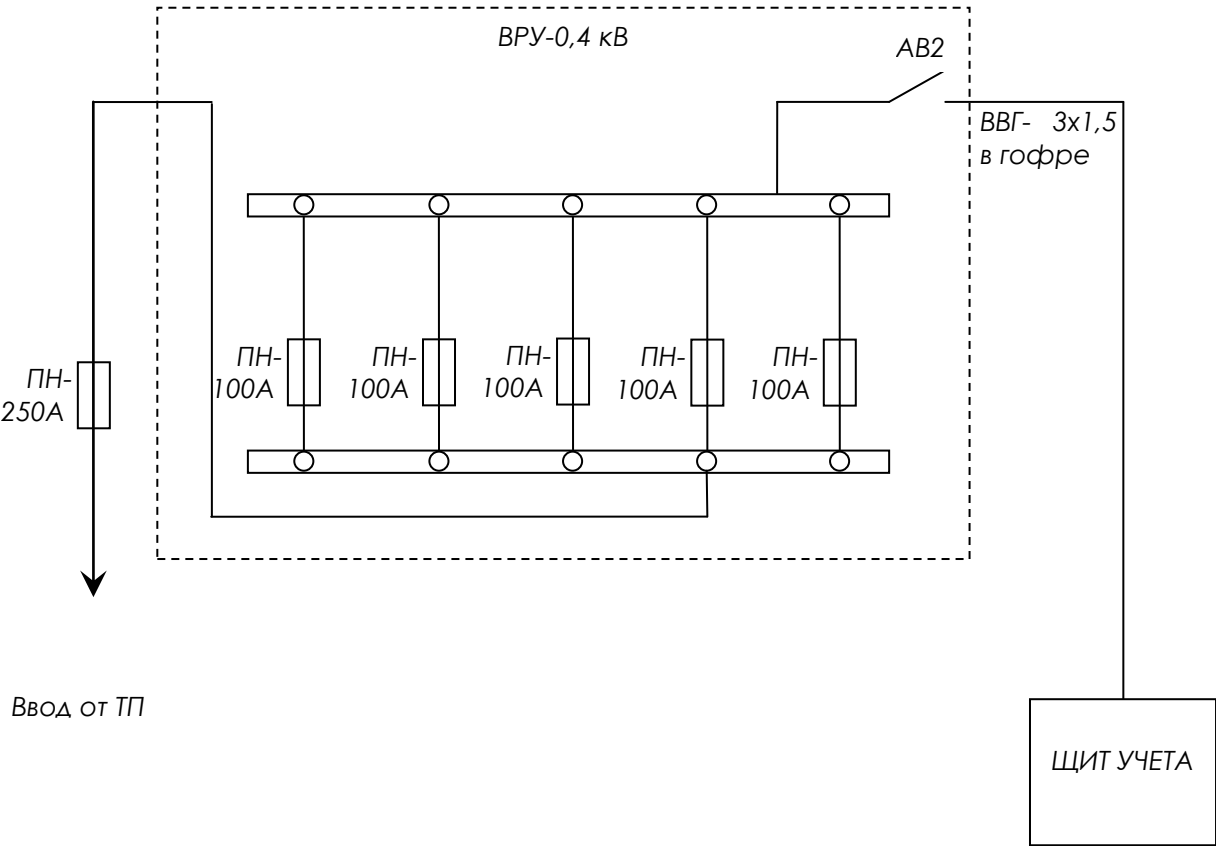 ВРУ-0,4 кВ
АВ2
ВВГ- 3х1,5
в гофре
ПН-
250А
ПН-
100А
ПН-
100А
ПН-
100А
ПН-
100А
ПН-
100А
Ввод от ТП
ЩИТ УЧЕТА